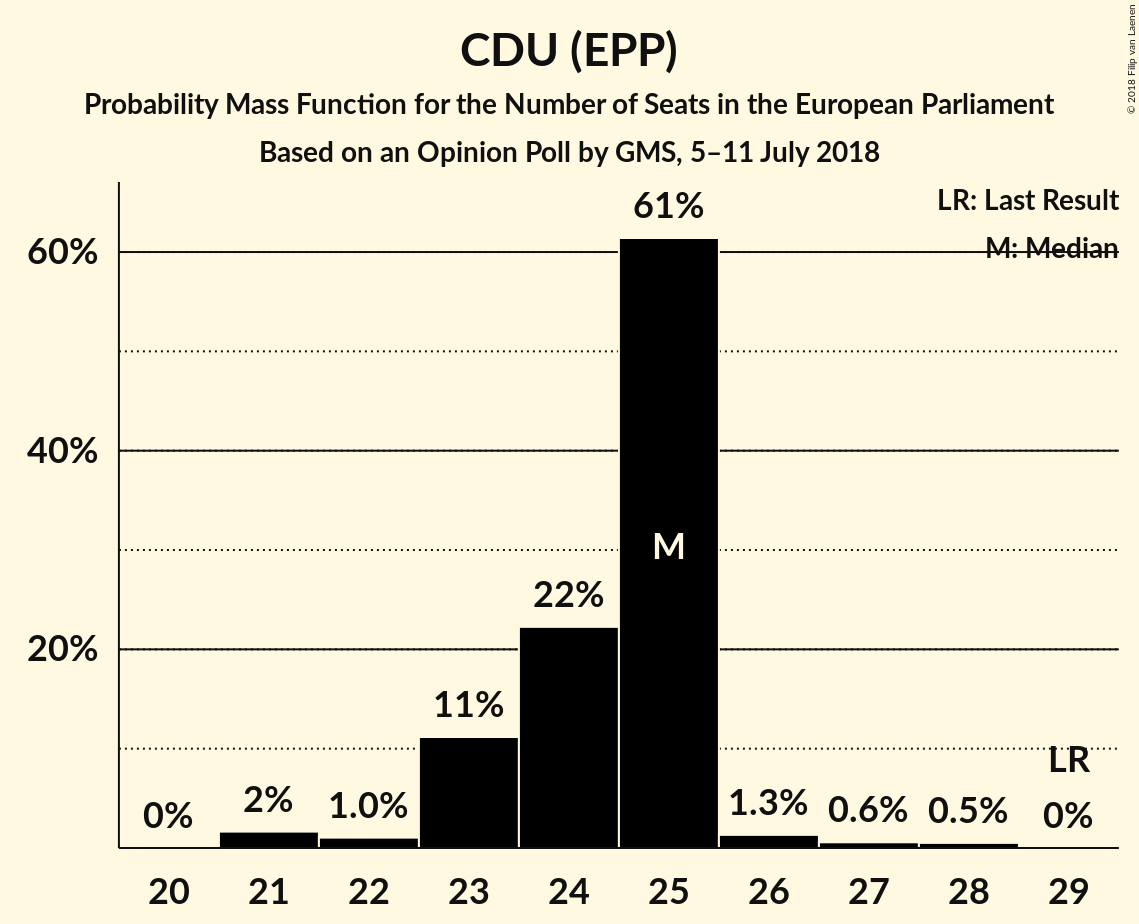 CDU (EPP)
Probability Mass Function for the Number of Seats in the European Parliament
Based on an Opinion Poll by GMS, 5–11 July 2018
© 2018 Filip van Laenen
LR: Last Result
M: Median
60%
40%
20%
0%
2%
1.0%
11%
22%
61%
M
1.3%
0.6%
0.5%
LR
0%
20 21 22 23 24 25 26 27 28 29